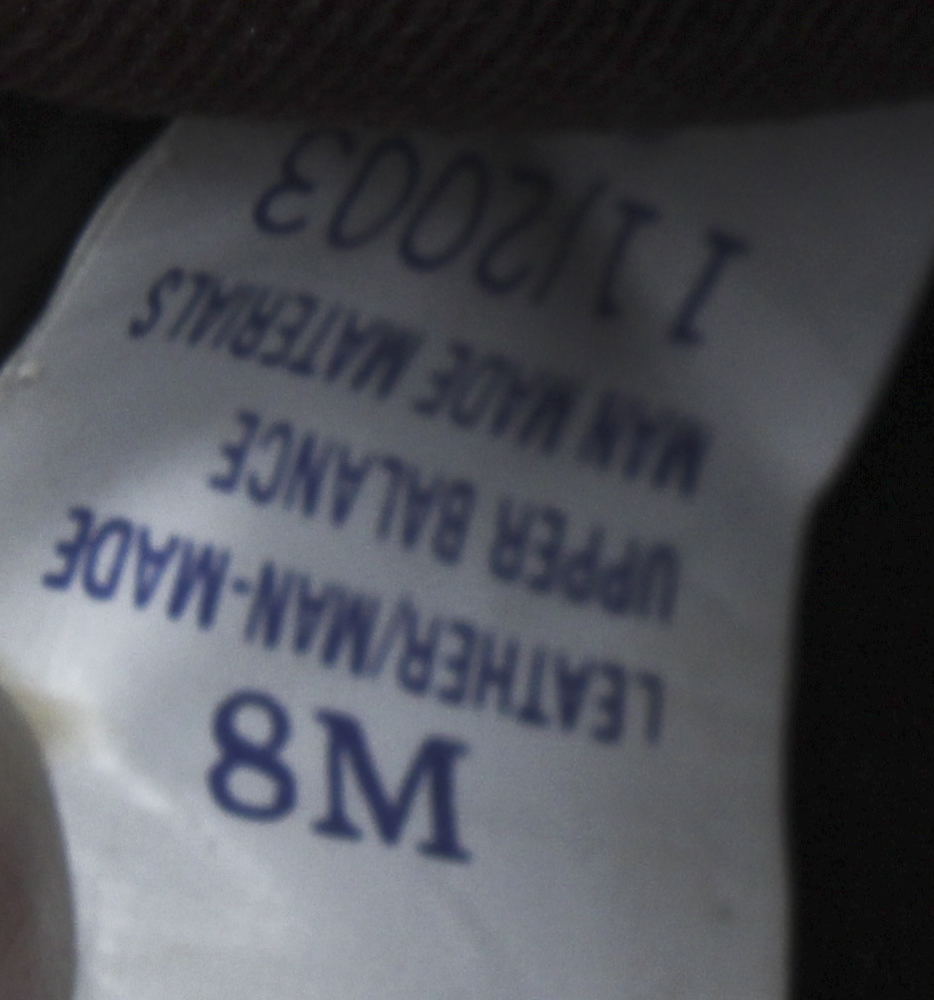 8M
LEATHER/MAN-MADE
UPPER BALANCE
MAN MADE MATERIALS
11/2003